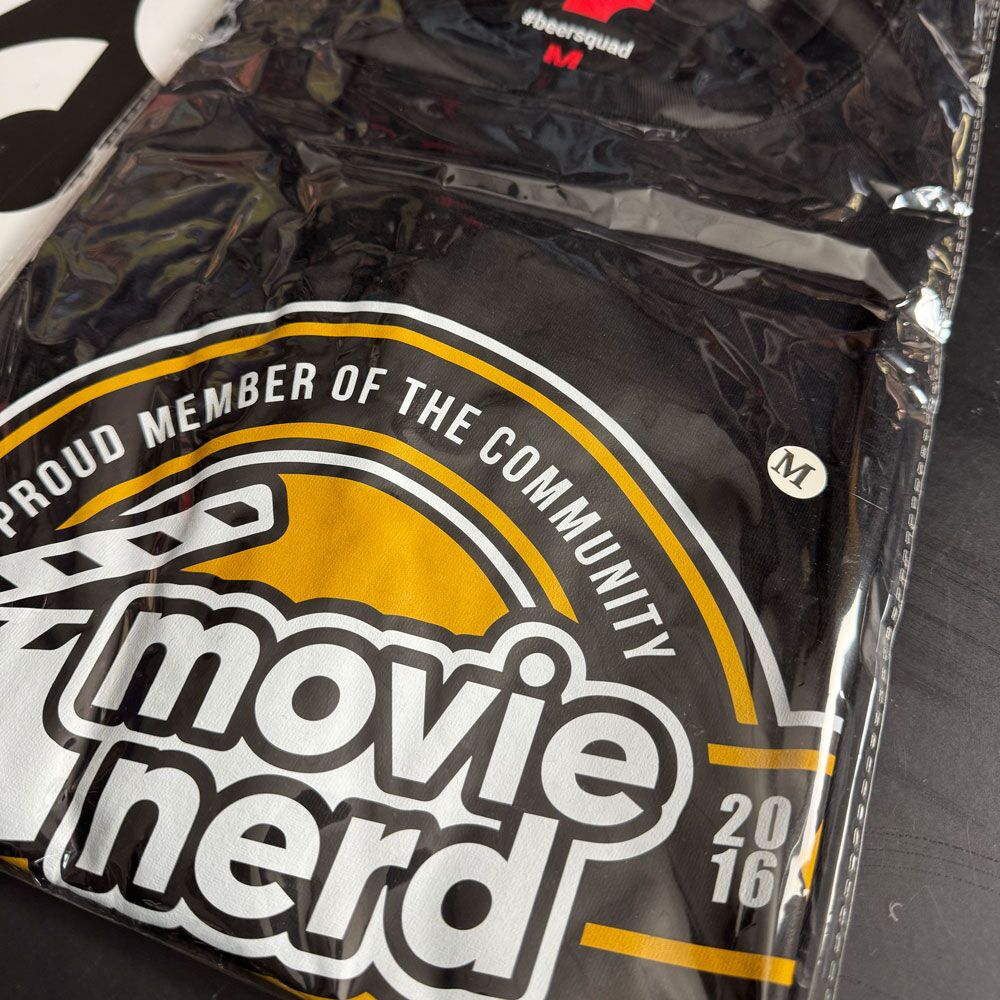 #beersquad
M
PROUD MEMBER OF THE COMMUNITY
M
movie
nerd
20
16